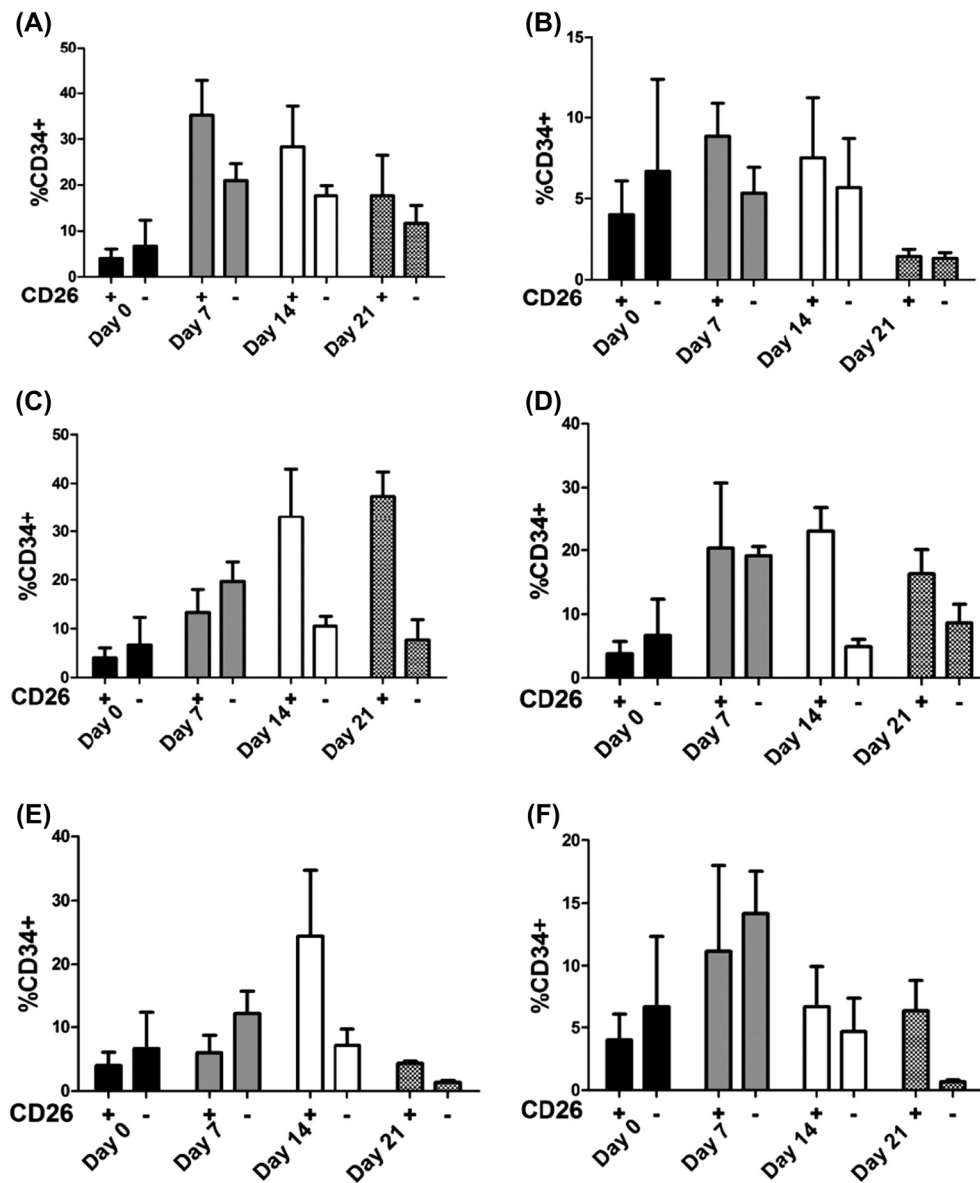 (A)
%CD34+
50
40
30
20
10
0
CD26 + - + - + - + -
Day 0 Day 7 Day 14 Day 21
(B)
%CD34+
15
10
5
0
CD26 + - + - + - + -
Day 0 Day 7 Day 14 Day 21
(C)
%CD34+
50
40
30
20
10
0
CD26 + - + - + - + -
Day 0 Day 7 Day 14 Day 21
(D)
%CD34+
40
30
20
10
0
CD26 + - + - + - + -
Day 0 Day 7 Day 14 Day 21
(E)
%CD34+
40
30
20
10
0
CD26 + - + - + - + -
Day 0 Day 7 Day 14 Day 21
(F)
%CD34+
20
15
10
5
0
CD26 + - + - + - + -
Day 0 Day 7 Day 14 Day 21